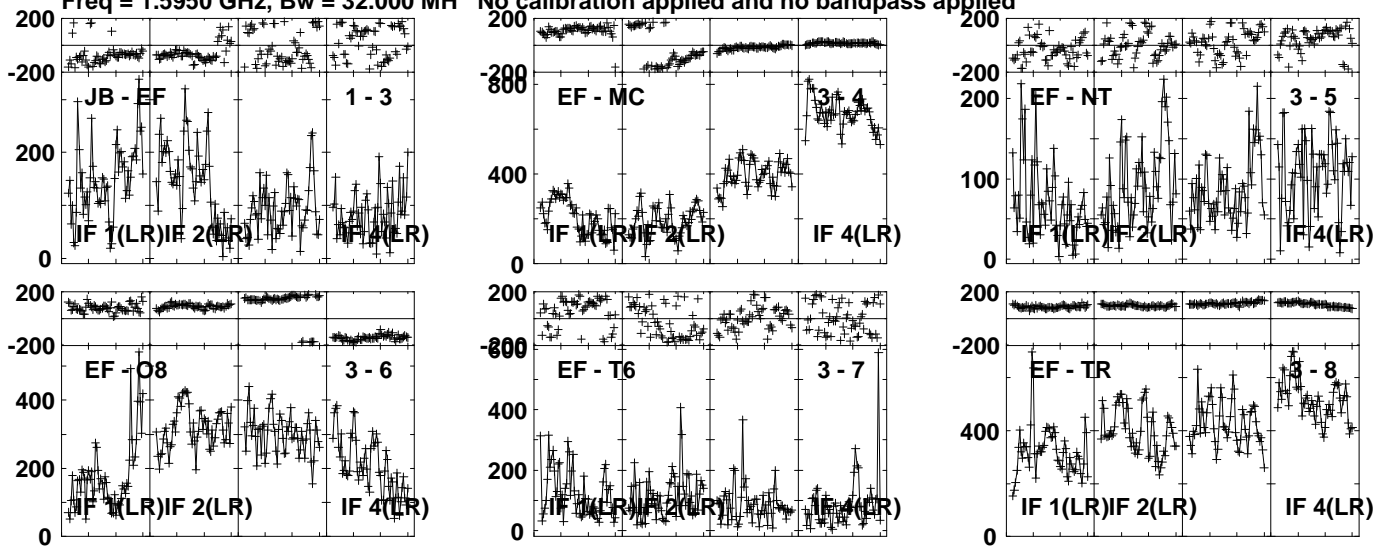 Freq = 1.5950 GHz, Bw = 32.000 MH No calibration applied and no bandpass applied
200
-200
JB - EF 1 - 3
200
0
IF 1(LR) IF 2(LR) IF 4(LR)
200
-200
800
EF - MC 3 - 4
400
0
IF 1(LR) IF 2(LR) IF 4(LR)
200
-200
EF - NT 3 - 5
200
100
0
IF 1(LR) IF 2(LR) IF 4(LR)
200
-200
EF - O8 3 - 6
400
200
0
IF 1(LR) IF 2(LR) IF 4(LR)
200
-200
600
EF - T6 3 - 7
400
200
0
IF 1(LR) IF 2(LR) IF 4(LR)
200
-200
EF - TR 3 - 8
400
0
IF 1(LR) IF 2(LR) IF 4(LR)